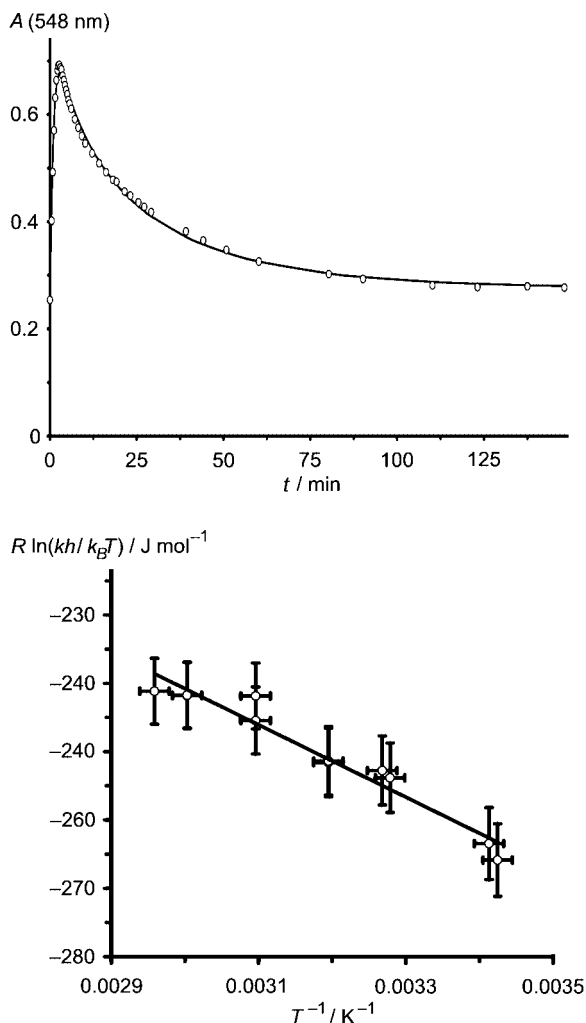 A (548 nm)
0.6
0.4
0.2
0
0 25 50 75 100 125
t / min
R ln(kh/k_BT) / J mol⁻¹
–230
–240
–240
–260
–270
–280
0.0029 0.0031 0.0033 0.0035
T⁻¹ / K⁻¹